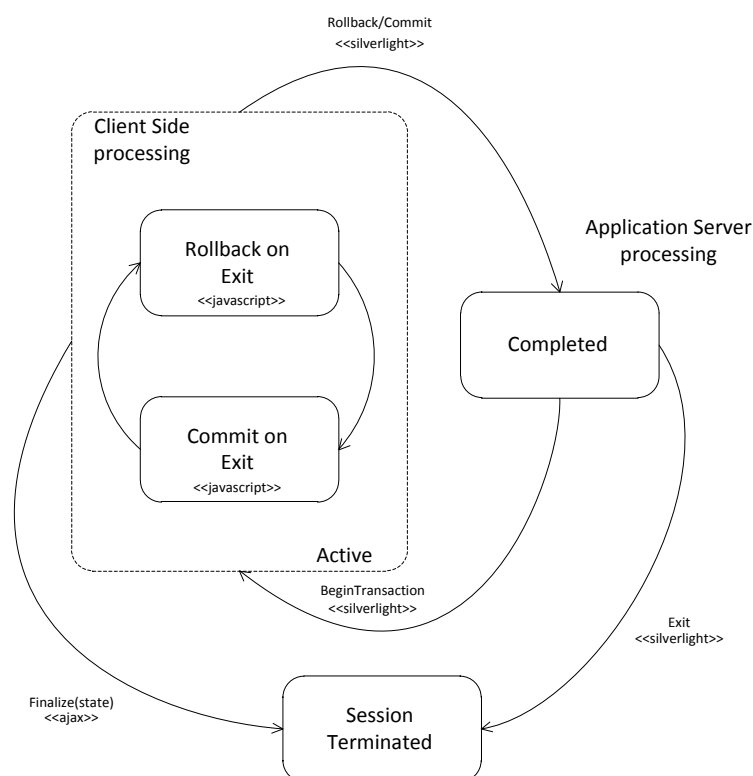 Rollback/Commit
<<silverlight>>
Client Side
processing
Application Server
processing
Rollback on
Exit
<<javascript>>
Completed
Commit on
Exit
<<javascript>>
Active
BeginTransaction
<<silverlight>>
Exit
<<silverlight>>
Finalize(state)
<<ajax>>
Session
Terminated